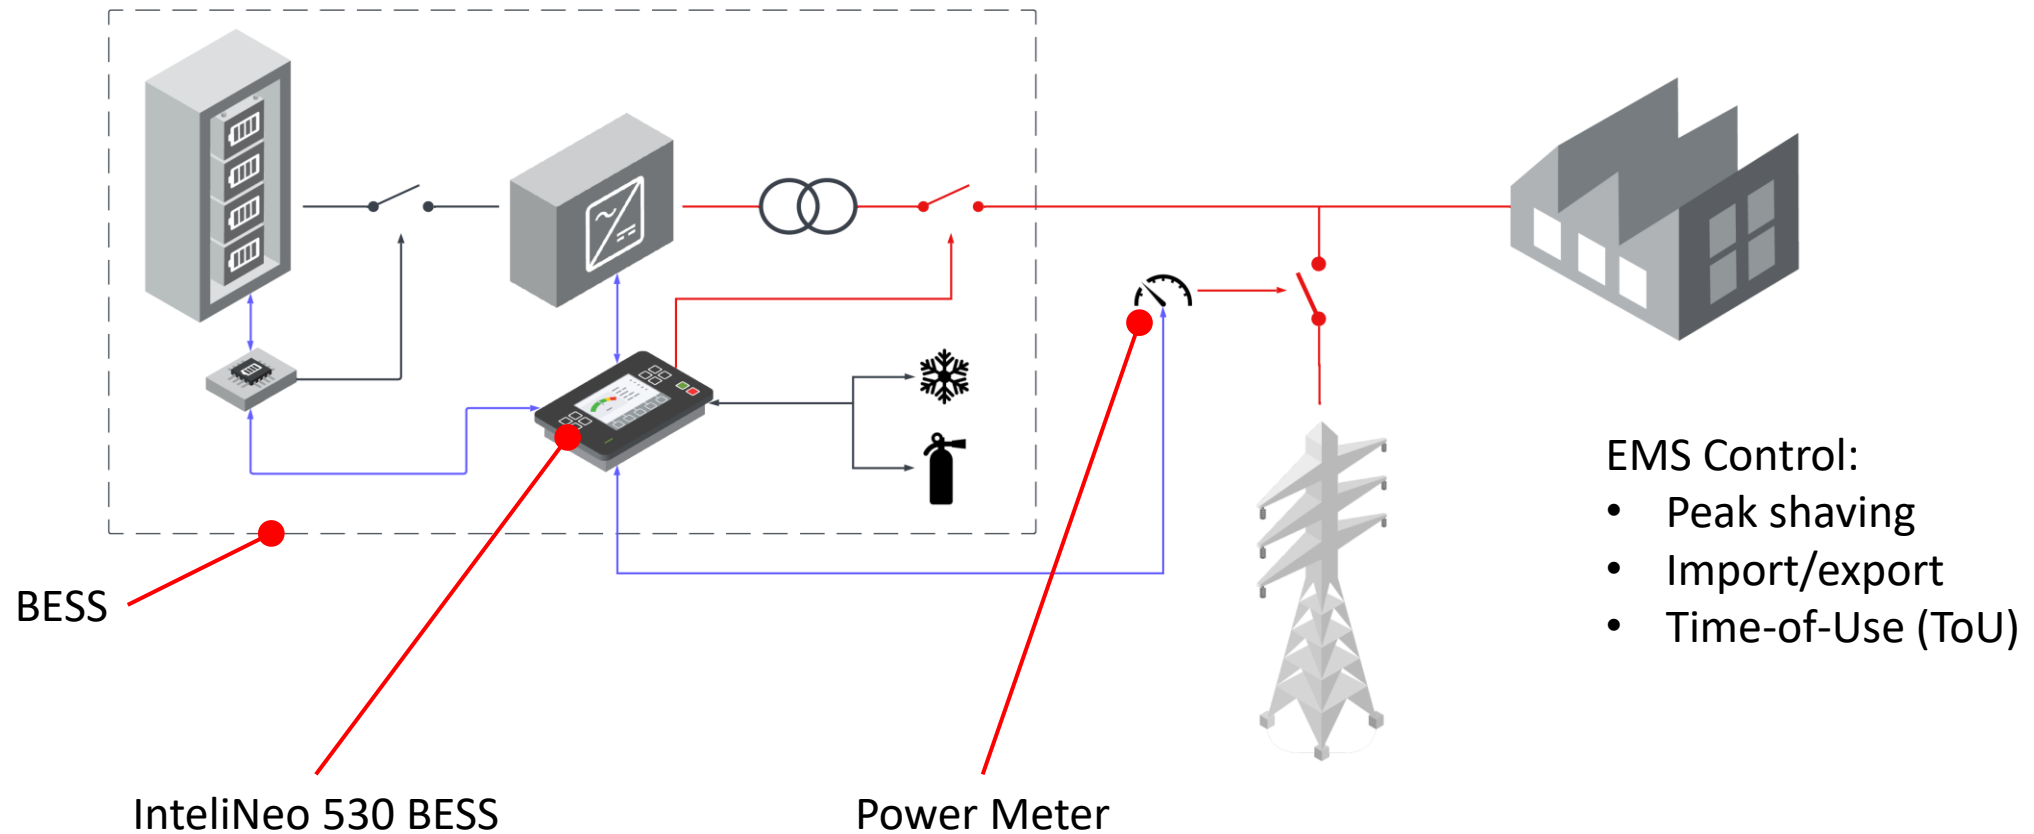 EMS Control:
• Peak shaving
• Import/export
• Time-of-Use (ToU)
BESS
InteliNeo 530 BESS
Power Meter